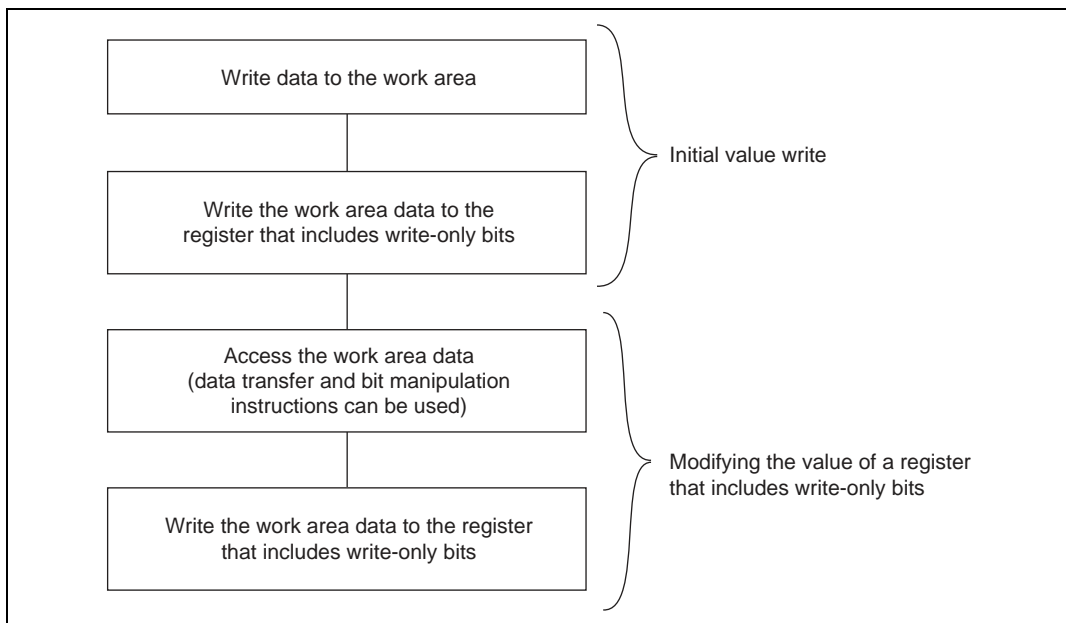 Write data to the work area
Initial value write
Write the work area data to the
register that includes write-only bits
Access the work area data
(data transfer and bit manipulation
instructions can be used)
Modifying the value of a register
that includes write-only bits
Write the work area data to the register
that includes write-only bits